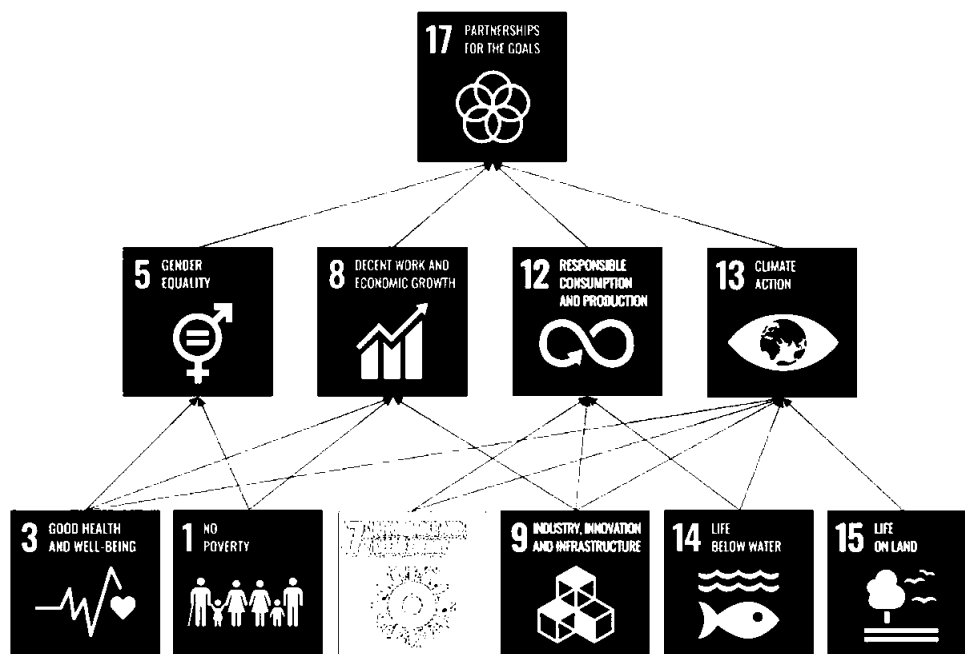 17 PARTNERSHIPS
FOR THE GOALS
5 GENDER
EQUALITY
8 DECENT WORK AND
ECONOMIC GROWTH
12 RESPONSIBLE
CONSUMPTION
AND PRODUCTION
13 CLIMATE
ACTION
3 GOOD HEALTH
AND WELL-BEING
1 NO
POVERTY
7
9 INDUSTRY, INNOVATION
AND INFRASTRUCTURE
14 LIFE
BELOW WATER
15 LIFE
ON LAND